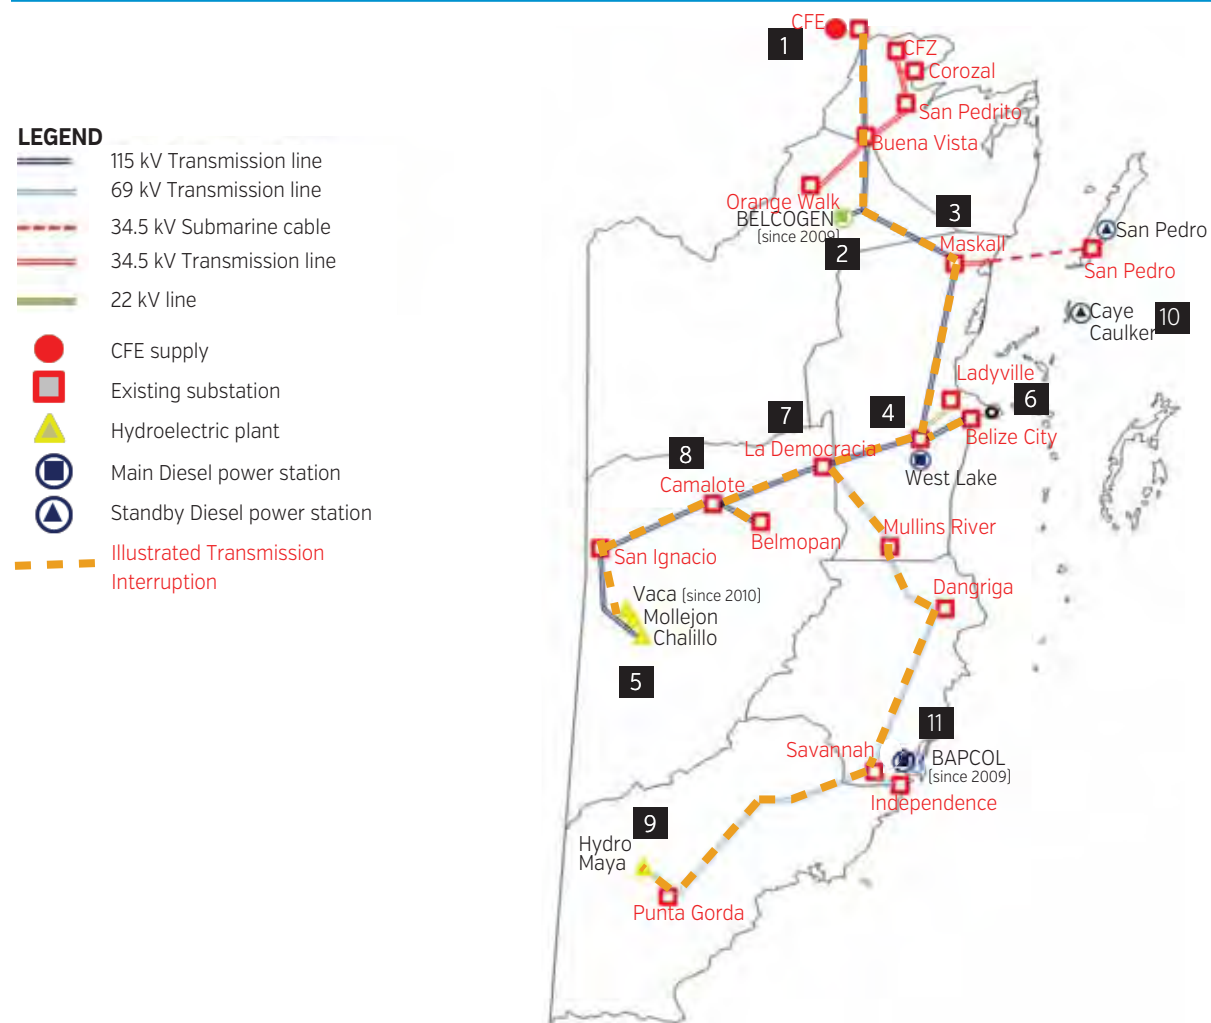 LEGEND
115 kV Transmission line
69 kV Transmission line
34.5 kV Submarine cable
34.5 kV Transmission line
22 kV line
CFE supply
Existing substation
Hydroelectric plant
Main Diesel power station
Standby Diesel power station
Illustrated Transmission
Interruption
CFE
1
CFZ
Corozal
San Pedrito
Buena Vista
Orange Walk
BELCOGEN
(since 2009)
2
3
Maskall
San Pedro
San Pedro
Caye
Caulker
10
Ladyville
6
Belize City
4
West Lake
7
La Democracia
8
Camalote
Belmopan
San Ignacio
Mullins River
Dangriga
Vaca (since 2010)
Mollejon
Chalillo
5
11
Savannah
BAPCOL
(since 2009)
Independence
9
Hydro
Maya
Punta Gorda